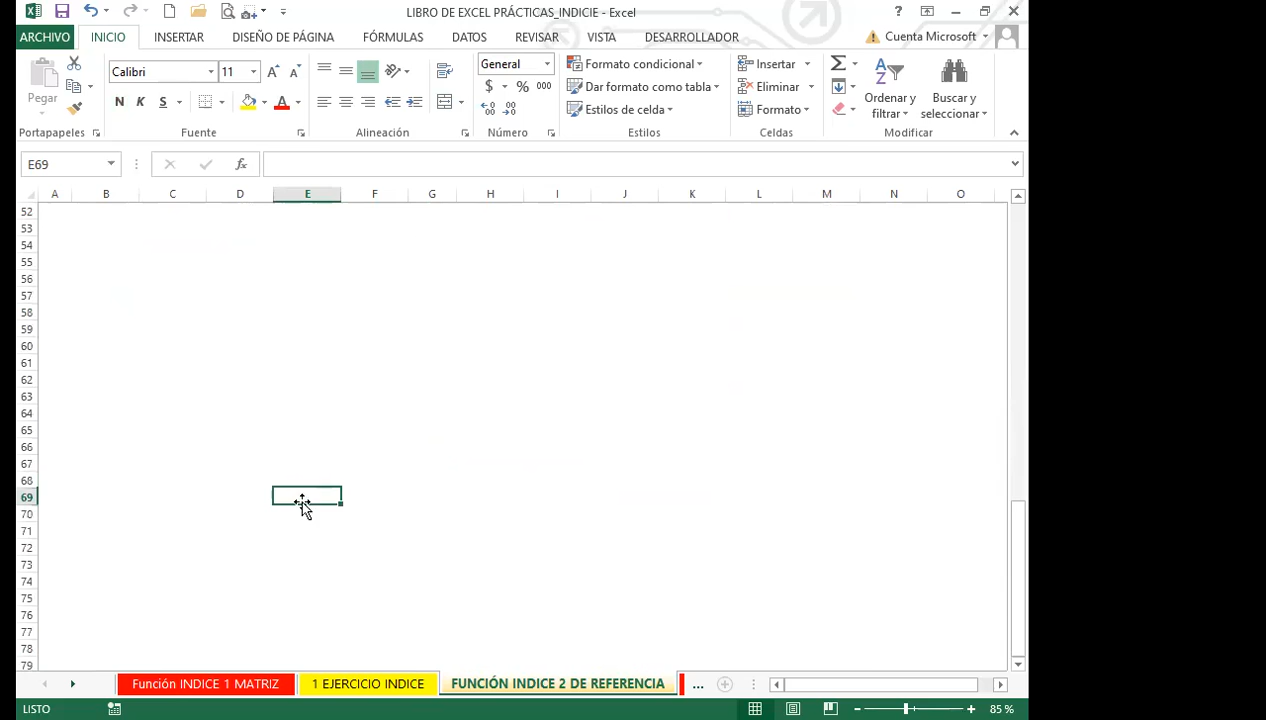 LIBRO DE EXCEL PRÁCTICAS_INDICIE - Excel
?
ARCHIVO INICIO INSERTAR DISEÑO DE PÁGINA FÓRMULAS DATOS REVISAR VISTA DESARROLLADOR Cuenta Microsoft
Pegar
Calibri 11
N K S A
General
$ % 000
Formato condicional
Dar formato como tabla
Estilos de celda
Insertar
Eliminar
Formato
Ordenar y filtrar
Buscar y seleccionar
Portapapeles Fuente Alineación Número Estilos Celdas Modificar
E69 fx
A B C D E F G H I J K L M N O
52
53
54
55
56
57
58
59
60
61
62
63
64
65
66
67
68
69
70
71
72
73
74
75
76
77
78
79
Función INDICE 1 MATRIZ 1 EJERCICIO INDICE FUNCIÓN INDICE 2 DE REFERENCIA ...
LISTO 85 %